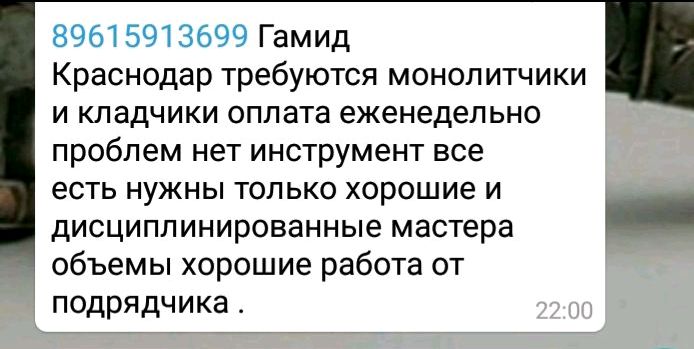 89615913699 Гамид
Краснодар требуются монолитчики
и кладчики оплата еженедельно
проблем нет инструмент все
есть нужны только хорошие и
дисциплинированные мастера
объемы хорошие работа от
подрядчика .
22:00